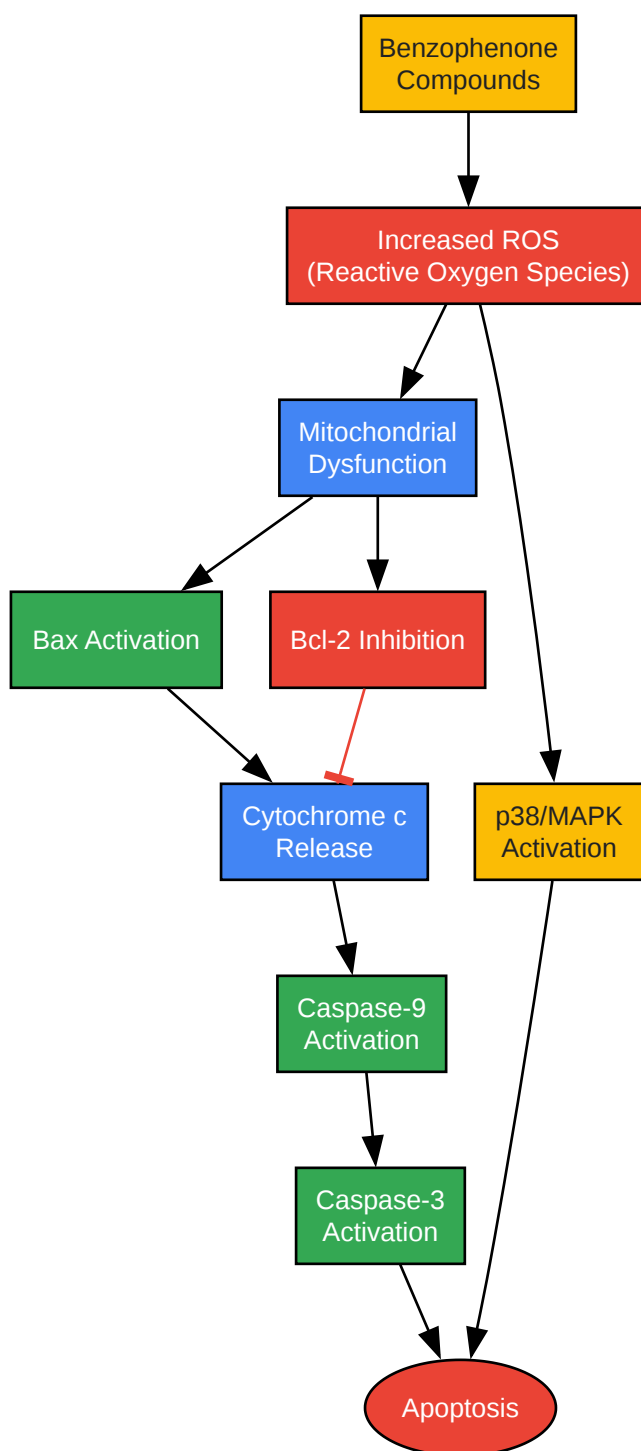 Benzophenone
Compounds
Increased ROS
(Reactive Oxygen Species)
Mitochondrial
Dysfunction
Bax Activation
Bcl-2 Inhibition
Cytochrome c
Release
p38/MAPK
Activation
Caspase-9
Activation
Caspase-3
Activation
Apoptosis